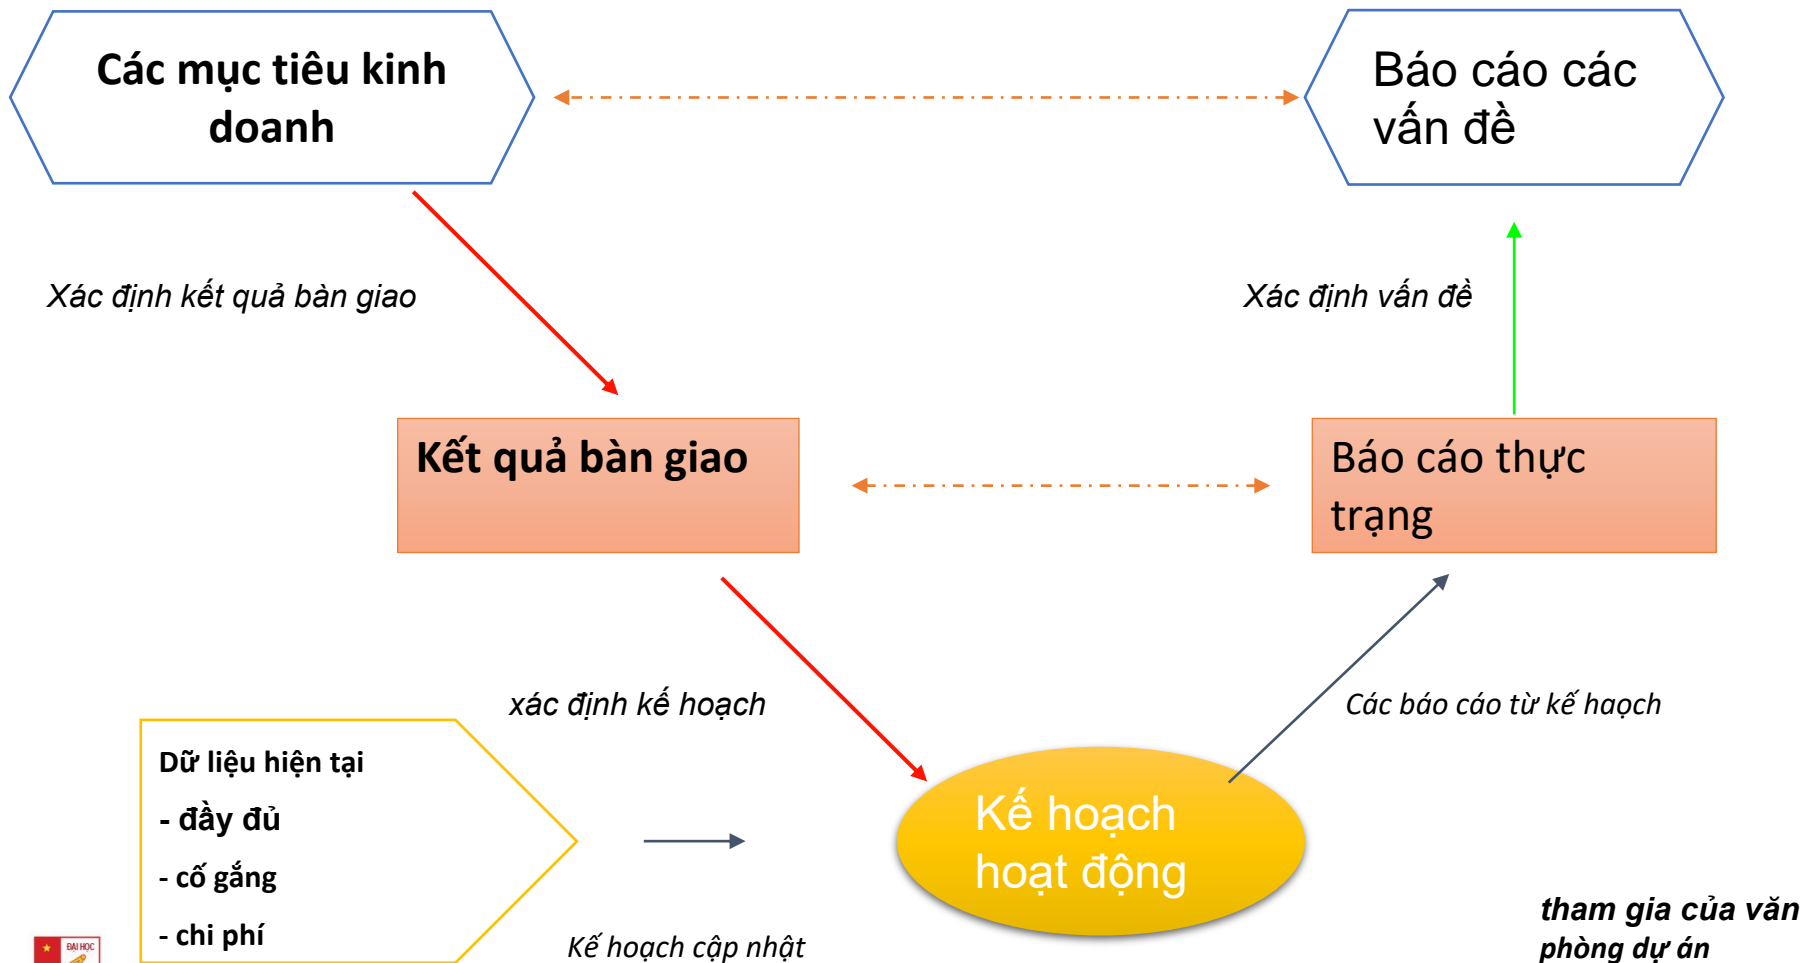 Các mục tiêu kinh
doanh
Báo cáo các
vấn đề
Xác định kết quả bàn giao
Xác định vấn đề
Kết quả bàn giao
Báo cáo thực
trạng
xác định kế hoạch
Các báo cáo từ kế haọch
Dữ liệu hiện tại
- đầy đủ
- cố gắng
- chi phí
Kế hoạch
hoạt động
Kế hoạch cập nhật
tham gia của văn
phòng dự án
ĐẠI HỌC